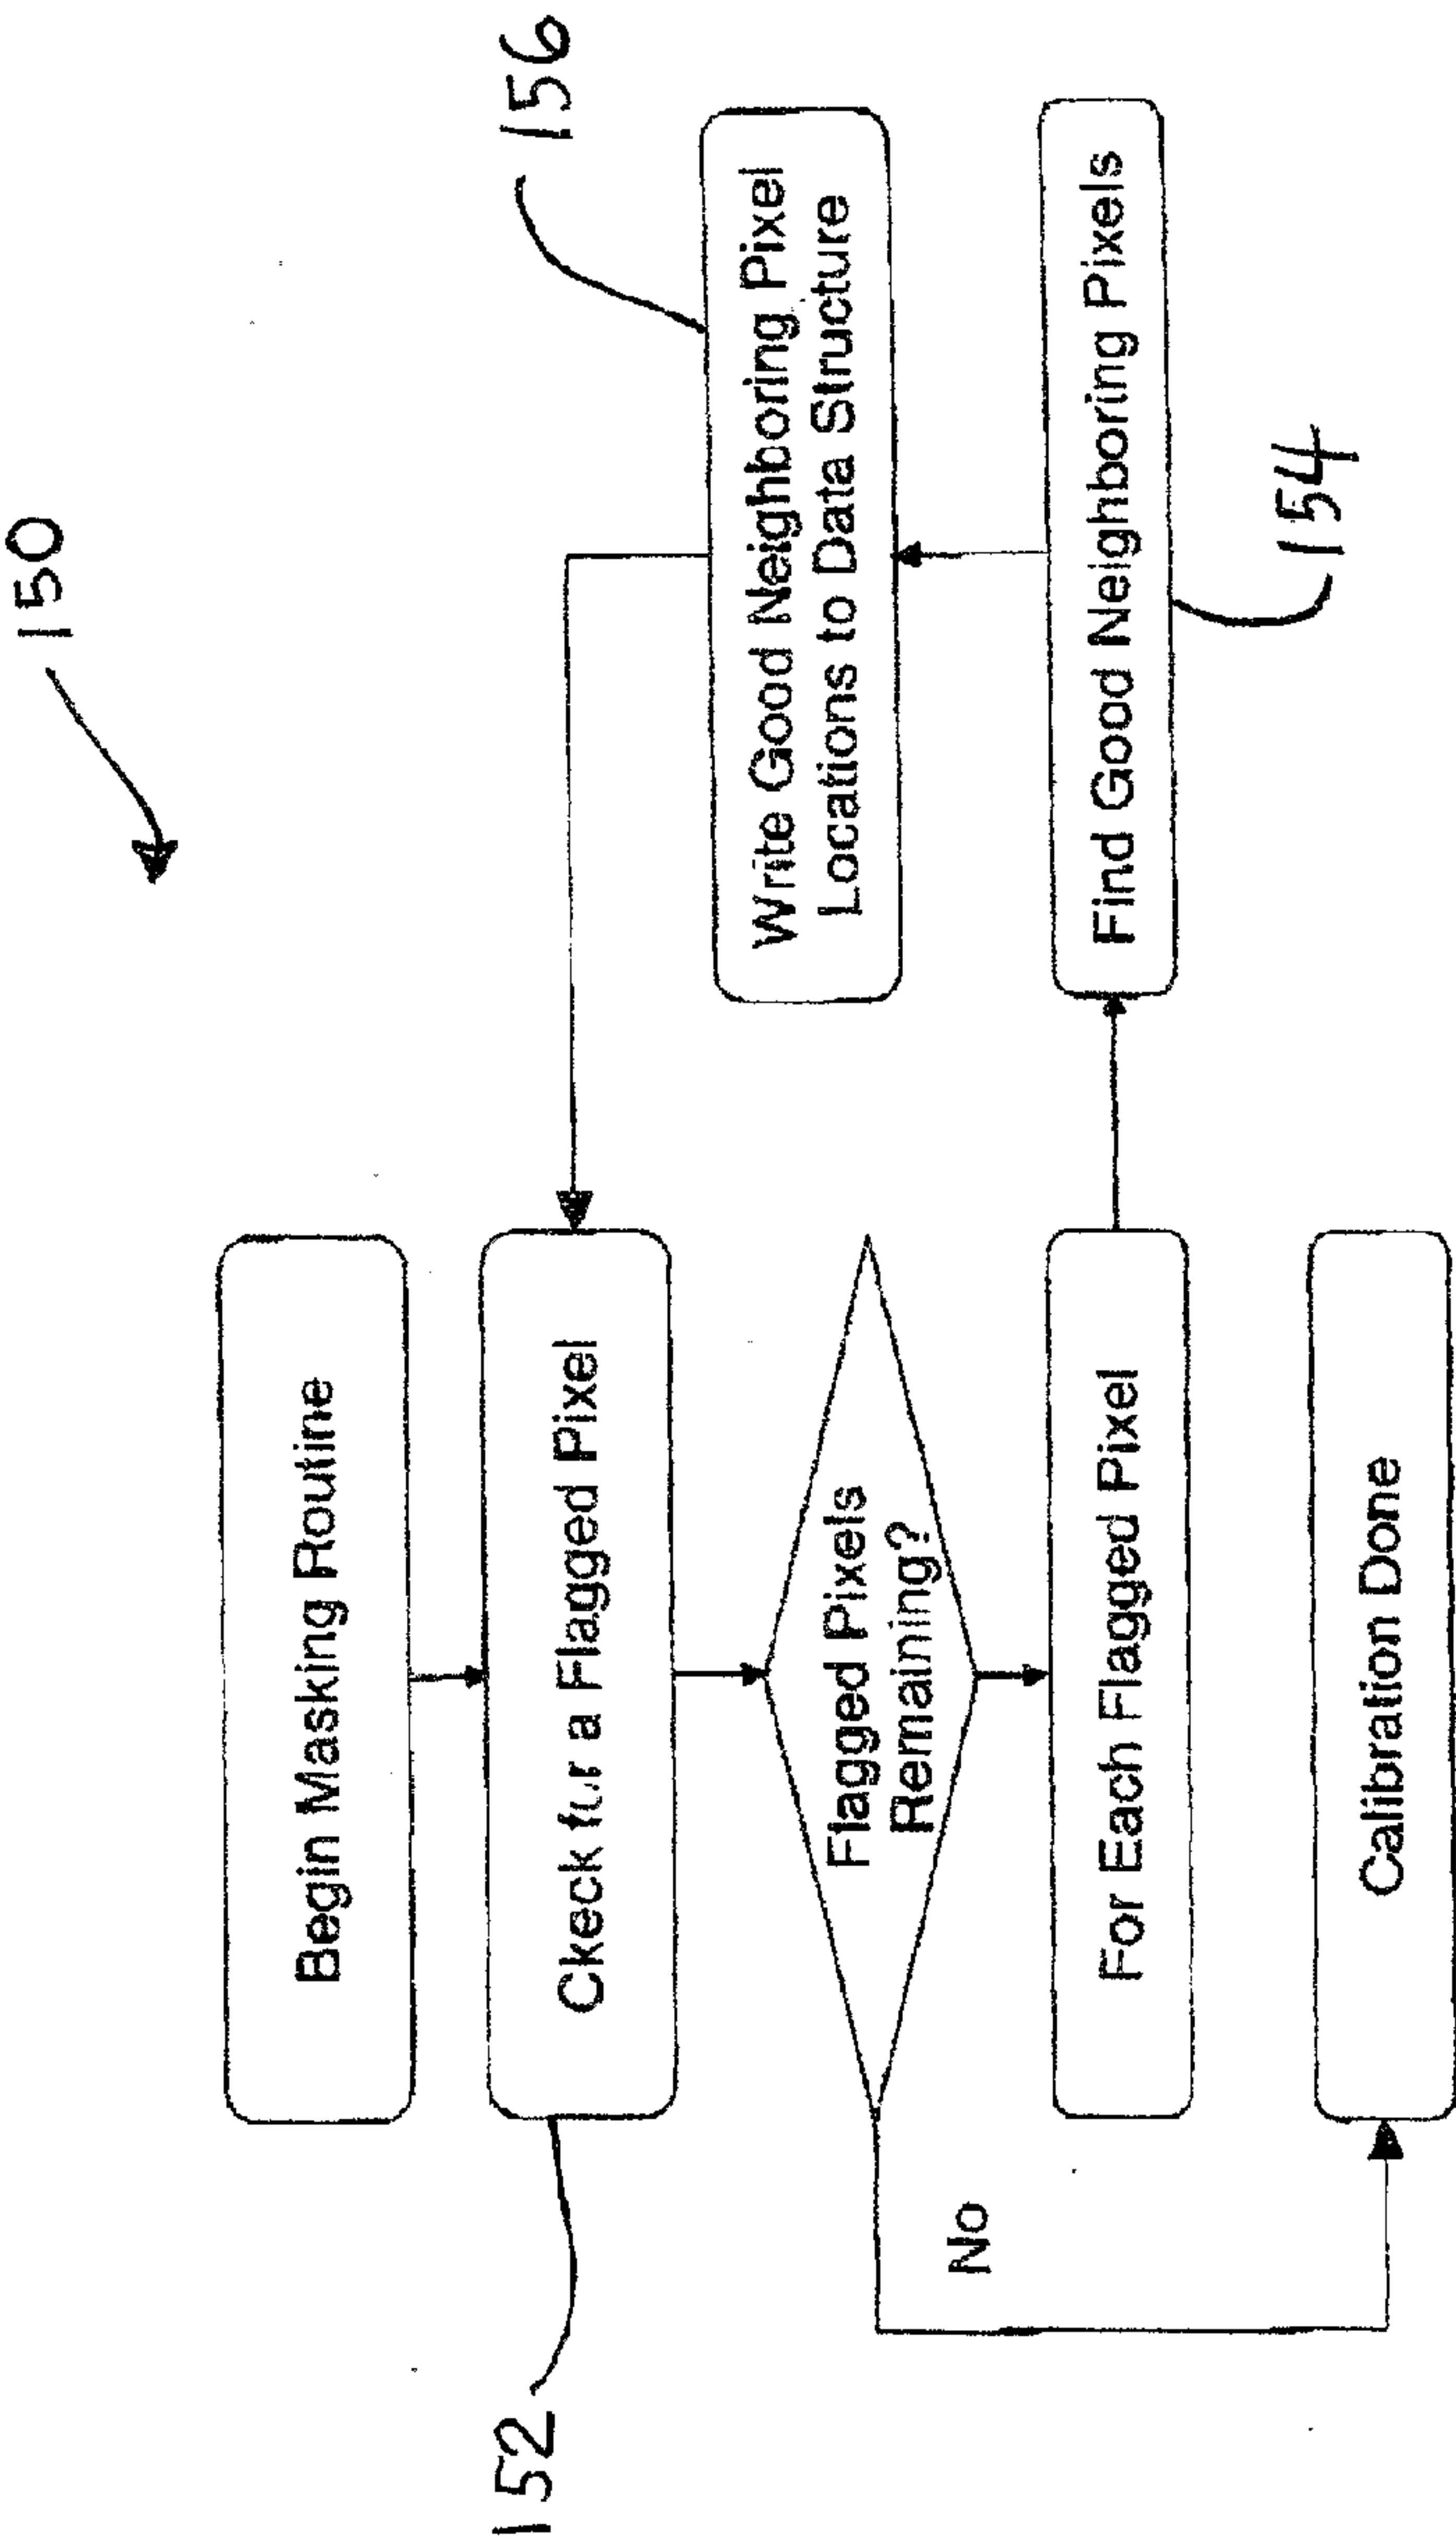 150
Begin Masking Routine
152
Ckeck for a Flagged Pixel
156
Write Good Neighboring Pixel
Locations to Data Structure
Flagged Pixels
Remaining?
For Each Flagged Pixel
Find Good Neighboring Pixels
154
No
Calibration Done